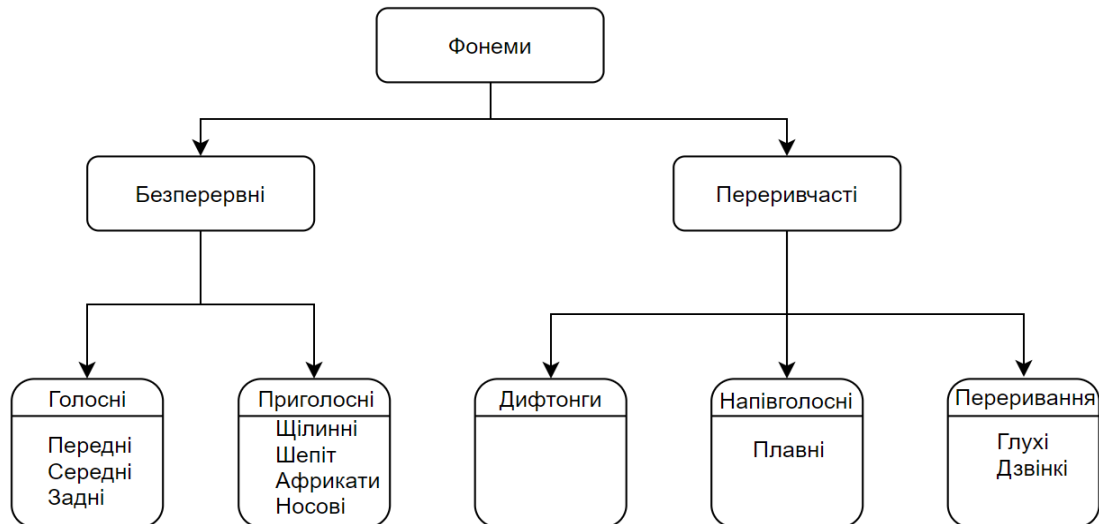 Фонеми
Безперервні
Переривчасті
Голосні
Передні
Середні
Задні
Приголосні
Щілинні
Шепіт
Африкати
Носові
Дифтонги
Напівголосні
Плавні
Переривання
Глухі
Дзвінкі